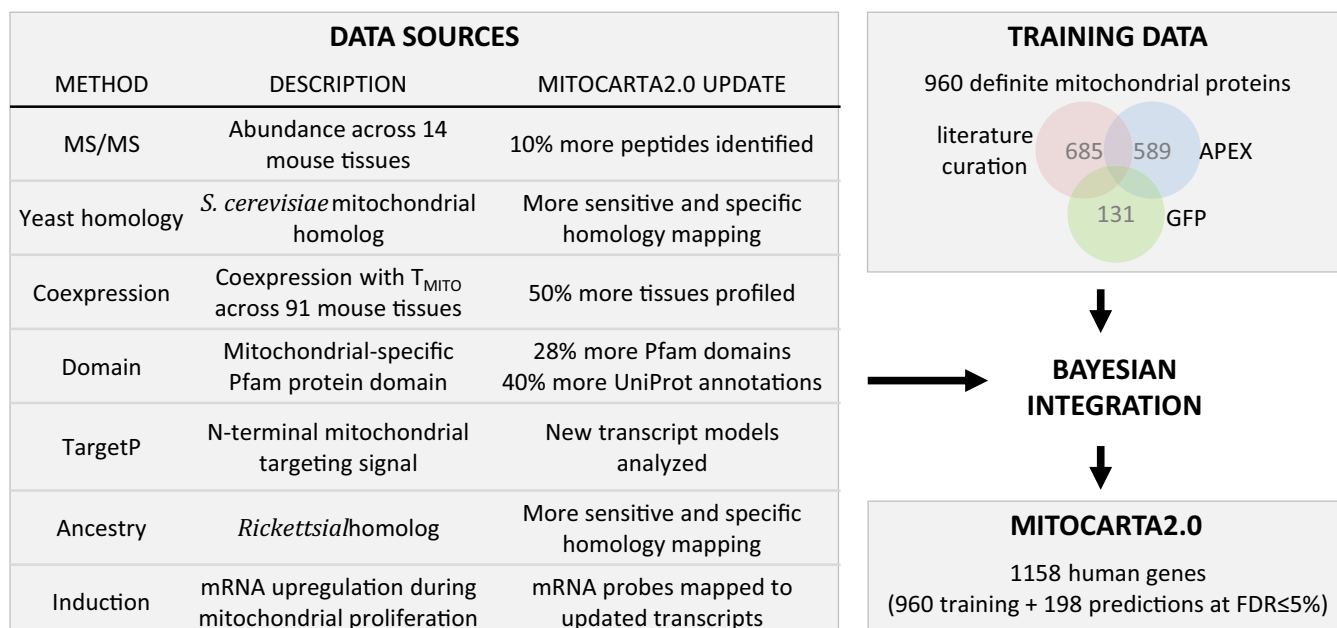 DATA SOURCES
METHOD DESCRIPTION MITOCARTA2.0 UPDATE
MS/MS
Abundance across 14
mouse tissues
10% more peptides identified
Yeast homology
S. cerevisiae mitochondrial
homolog
More sensitive and specific
homology mapping
Coexpression
Coexpression with TMITO
across 91 mouse tissues
50% more tissues profiled
Domain
Mitochondrial-specific
Pfam protein domain
28% more Pfam domains
40% more UniProt annotations
TargetP
N-terminal mitochondrial
targeting signal
New transcript models
analyzed
Ancestry
Rickettsial homolog
More sensitive and specific
homology mapping
Induction
mRNA upregulation during
mitochondrial proliferation
mRNA probes mapped to
updated transcripts
TRAINING DATA
960 definite mitochondrial proteins
literature
curation
685
589
APEX
131
GFP
BAYESIAN
INTEGRATION
MITOCARTA2.0
1158 human genes
(960 training + 198 predictions at FDR≤5%)